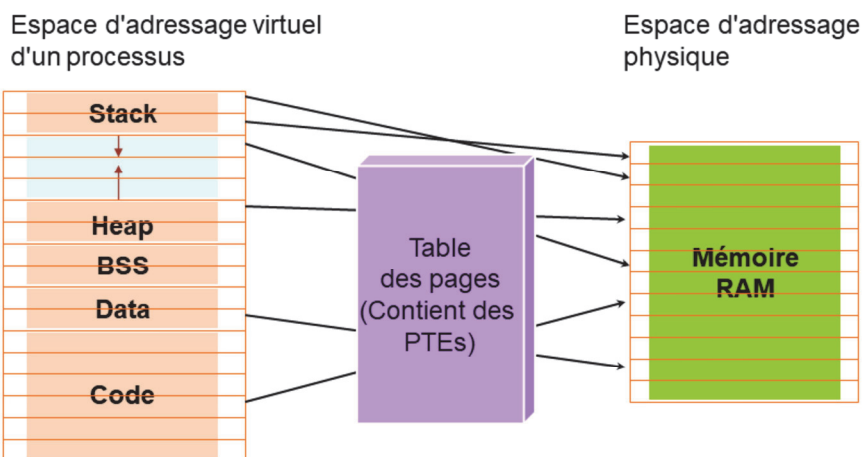 Espace d'adressage virtuel
d'un processus
Espace d'adressage
physique
Stack
Heap
BSS
Data
Code
Table
des pages
(Contient des
PTEs)
Mémoire
RAM